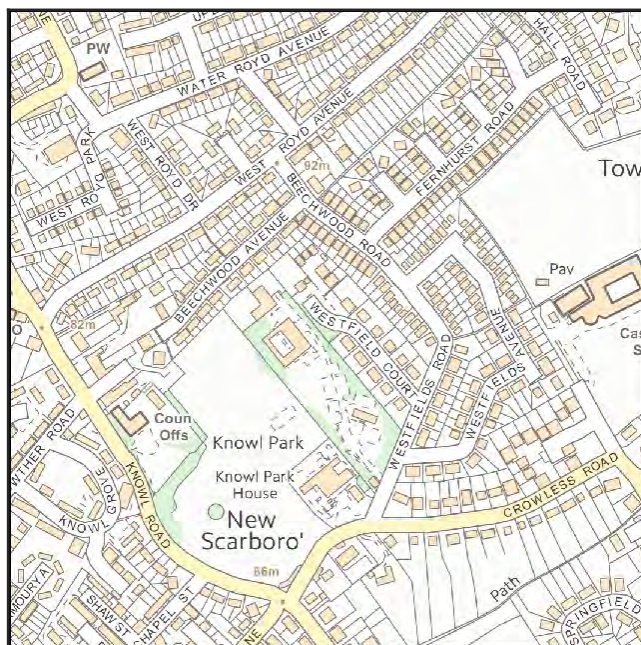 PW
WATER ROYD AVENUE
HALL ROAD
WEST ROYD AVENUE
WEST ROYD DR
WEST ROYD PARK
92m
FERNHURST ROAD
Tow
BEECHWOOD ROAD
BEECHWOOD AVENUE
Pav
82m
WESTFIELD COURT
WESTFIELDS AVENUE
Cas
S
WESTFIELDS ROAD
Coun
Offs
Knowl Park
Knowl Park
House
CROWLESS ROAD
KNOWL ROAD
KNOWL GROVE
New
Scarboro'
66m
Path
SHAW ST
CHAPEL S
NE
SPRINGFIELD